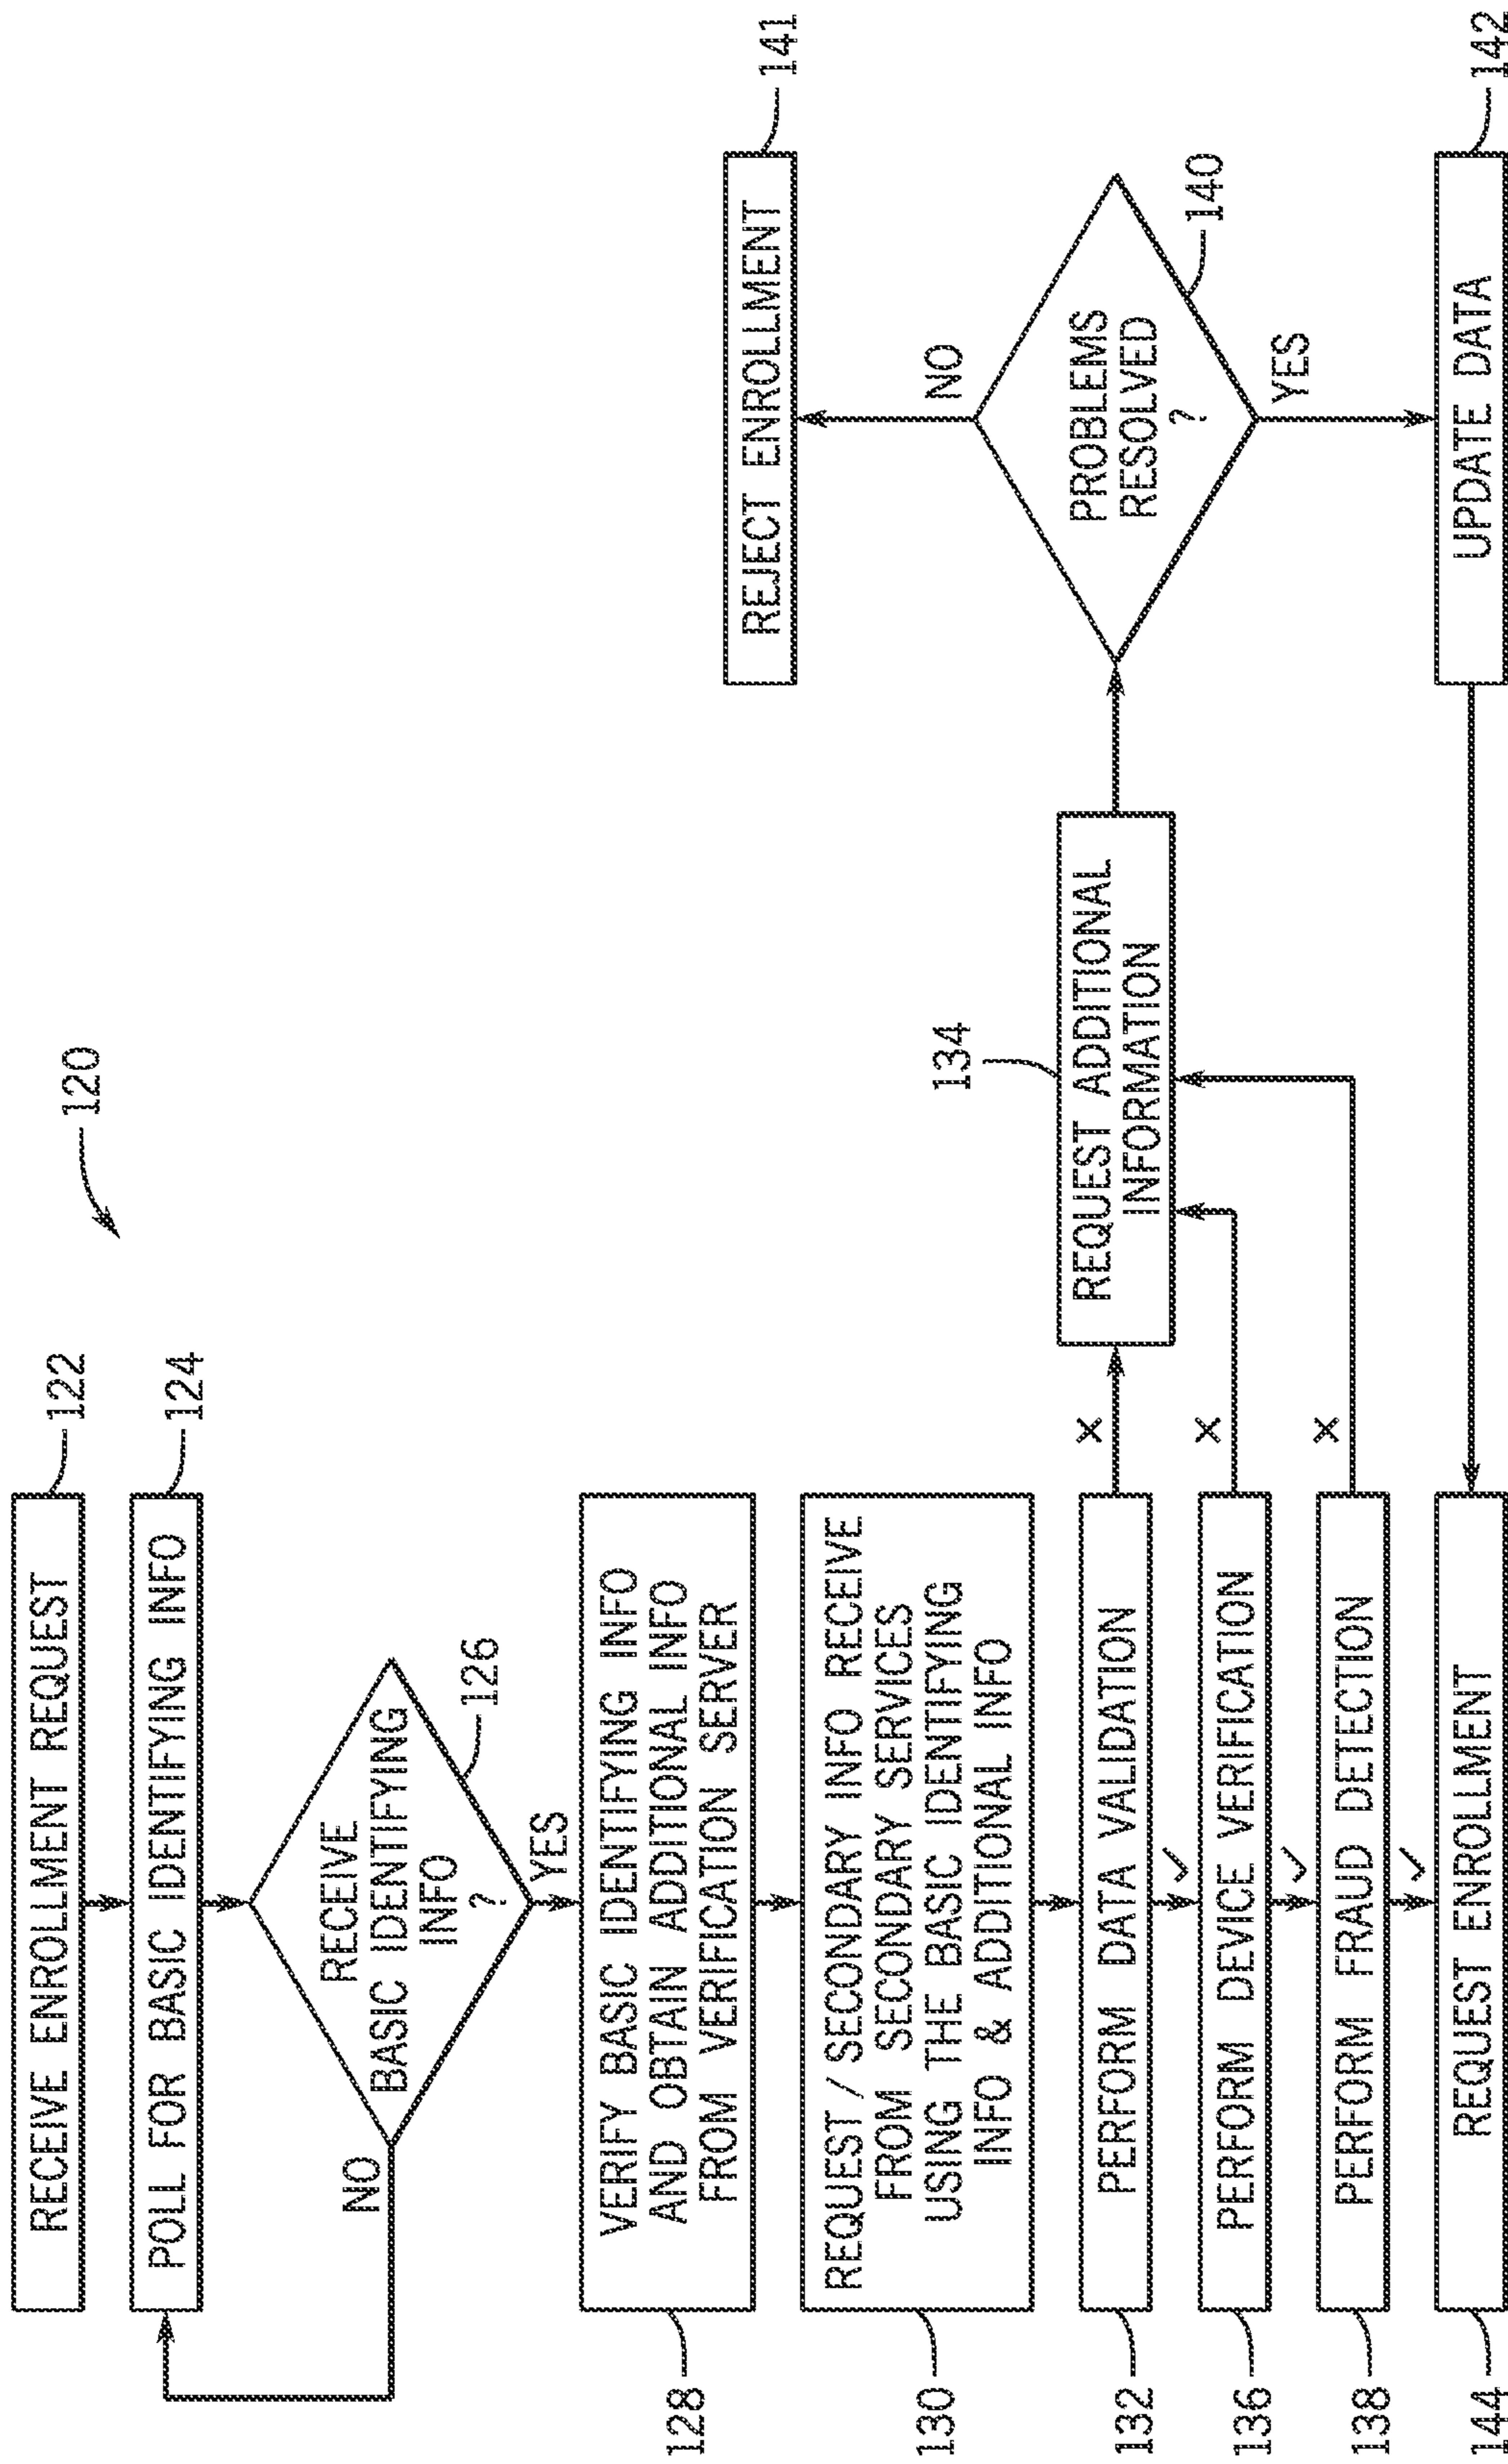 120
RECEIVE ENROLLMENT REQUEST
122
POLL FOR BASIC IDENTIFYING INFO
124
RECEIVE
BASIC IDENTIFYING
INFO
?
126
NO
YES
VERIFY BASIC IDENTIFYING INFO
AND OBTAIN ADDITIONAL INFO
FROM VERIFICATION SERVER
128
REQUEST / SECONDARY INFO RECEIVE
FROM SECONDARY SERVICES
USING THE BASIC IDENTIFYING
INFO & ADDITIONAL INFO
130
132
PERFORM DATA VALIDATION
✓
×
136
PERFORM DEVICE VERIFICATION
✓
×
138
PERFORM FRAUD DETECTION
✓
×
144
REQUEST ENROLLMENT
134
REQUEST ADDITIONAL
INFORMATION
PROBLEMS
RESOLVED
?
140
NO
YES
REJECT ENROLLMENT
141
UPDATE DATA
142